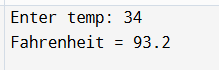 Enter temp: 34
Fahrenheit = 93.2